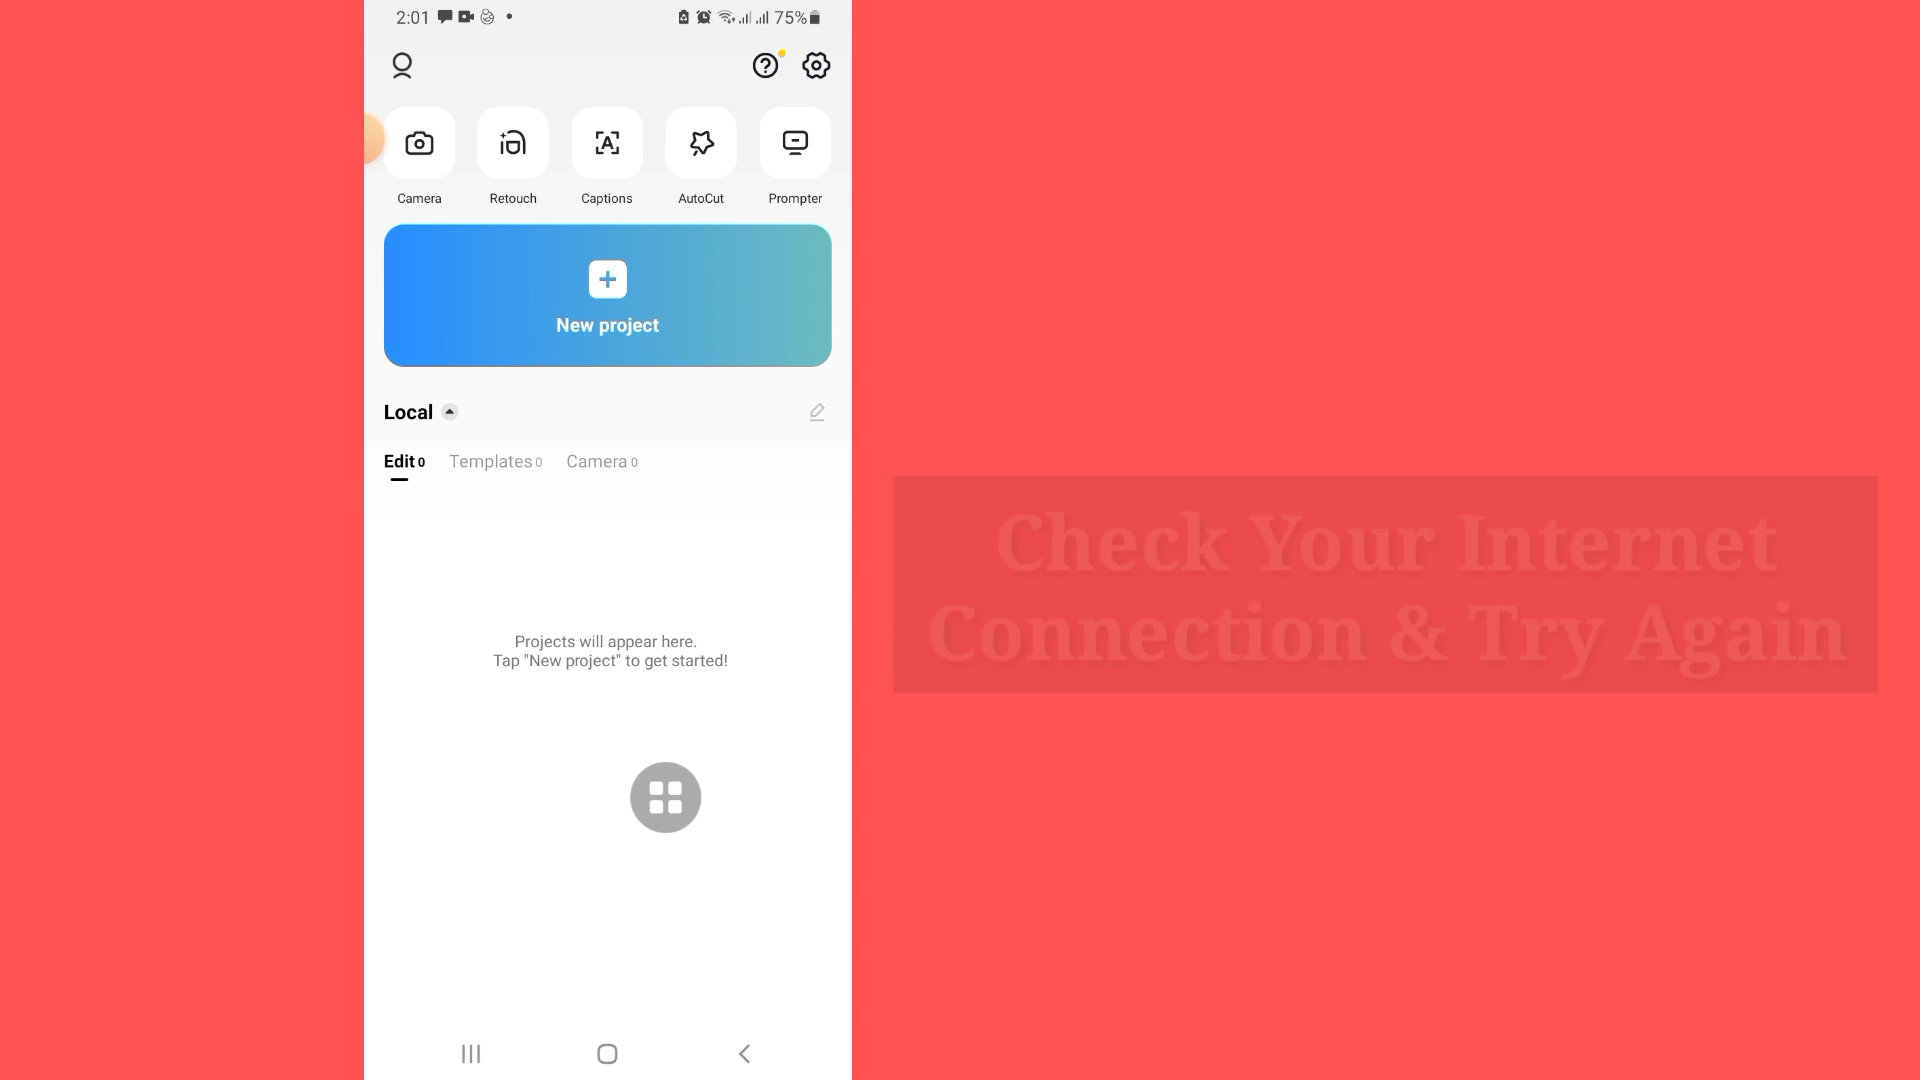 2:01
75%
Camera Retouch Captions AutoCut Prompter
New project
Local
Edit 0 Templates 0 Camera 0
Projects will appear here.
Tap "New project" to get started!
Check Your Internet
Connection & Try Again